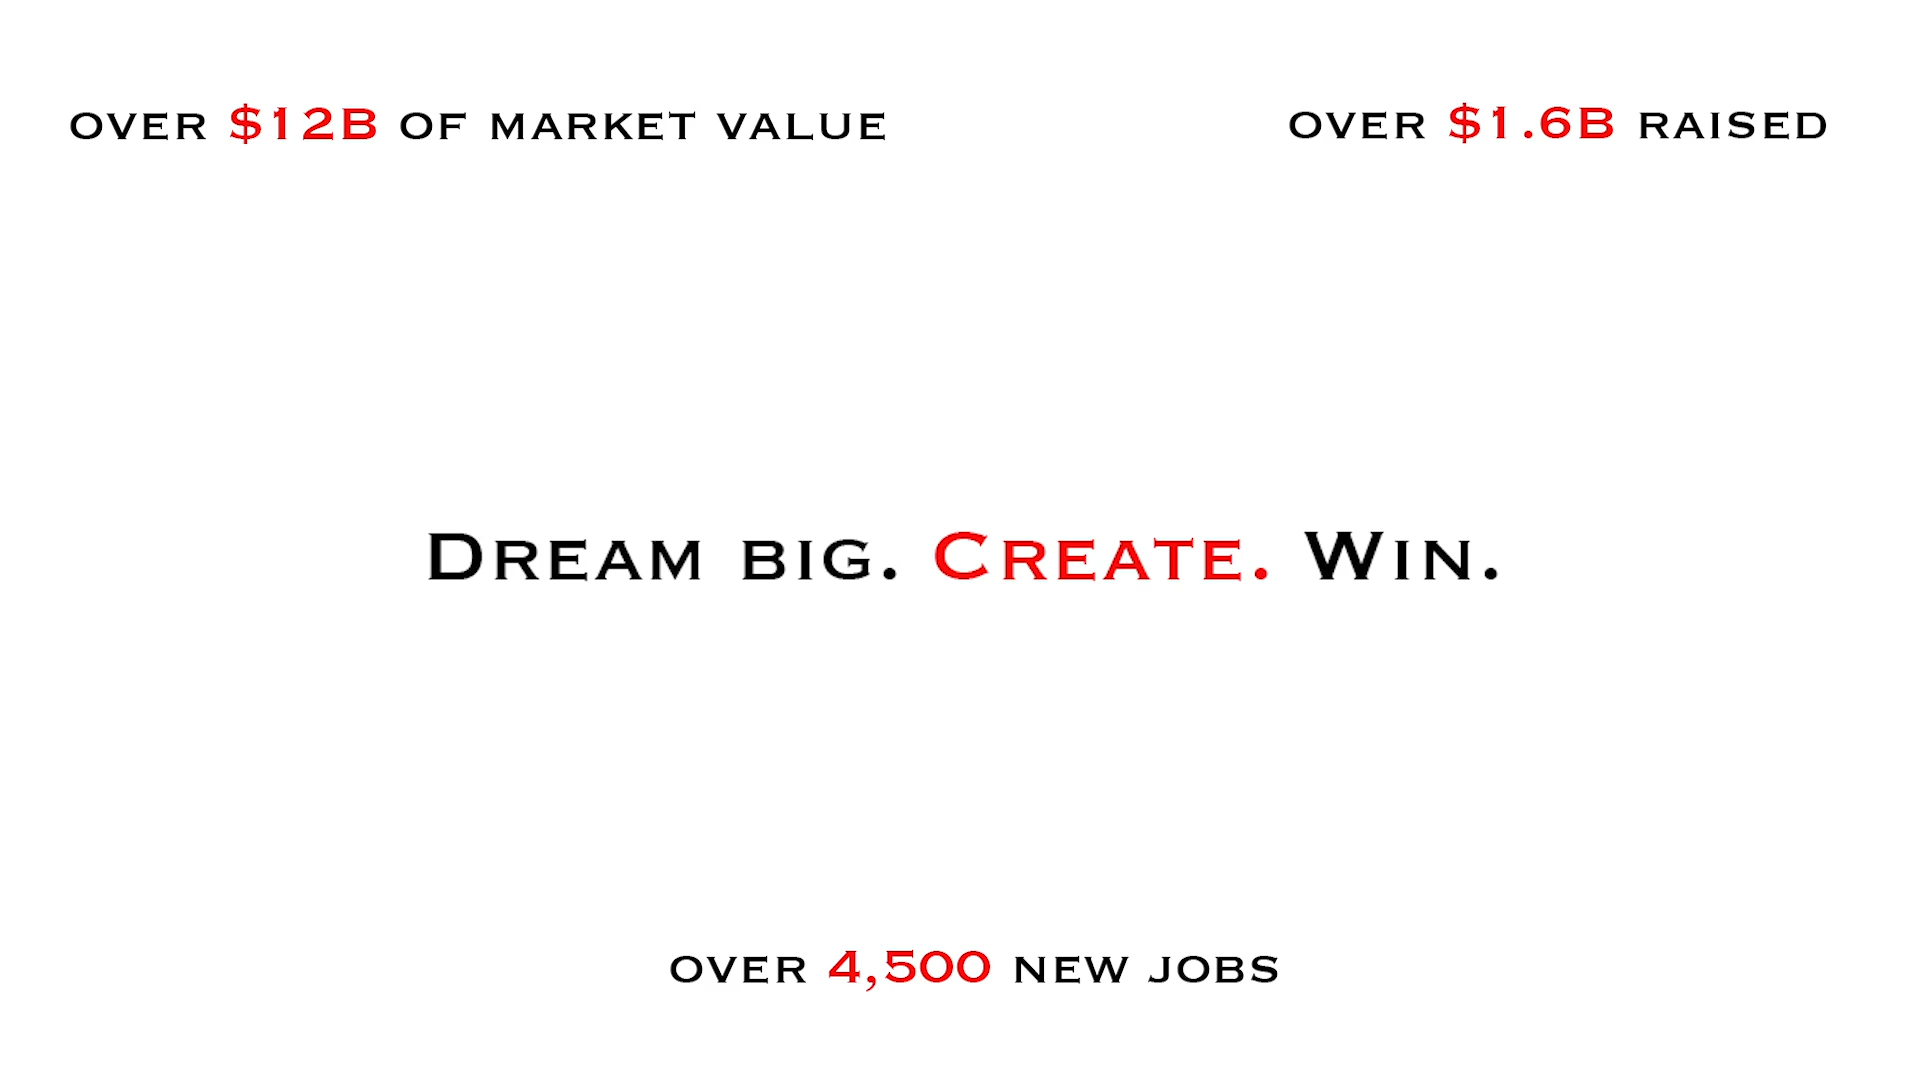 OVER $12B OF MARKET VALUE
OVER $1.6B RAISED
DREAM BIG. CREATE. WIN.
OVER 4,500 NEW JOBS